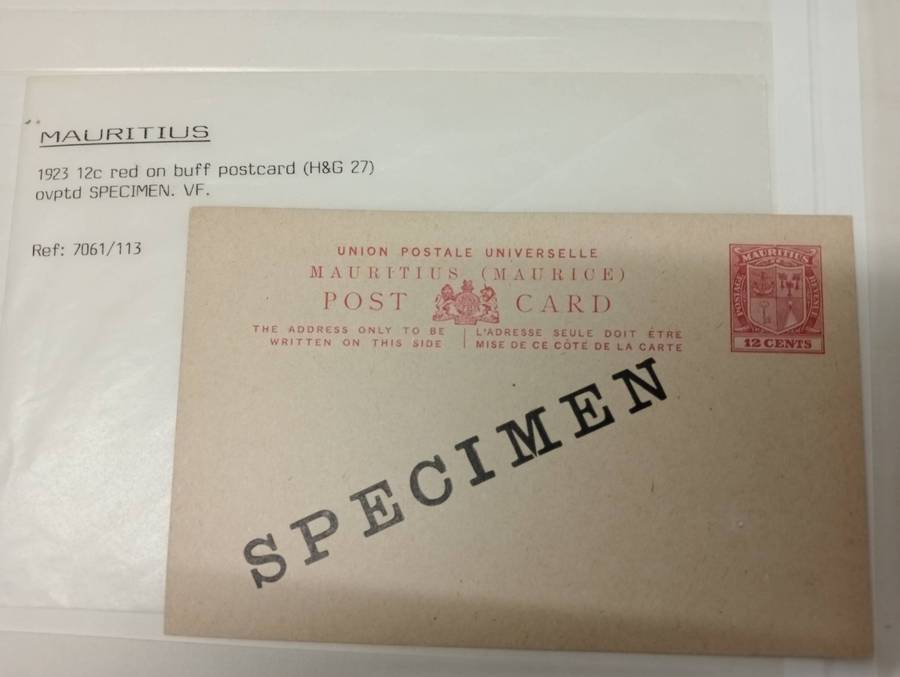 MAURITIUS
1923 12c red on buff postcard (H&G 27)
ovptd SPECIMEN. VF.
Ref: 7061/113
UNION POSTALE UNIVERSELLE
MAURITIUS (MAURICE)
POST CARD
THE ADDRESS ONLY TO BE
WRITTEN ON THIS SIDE
L'ADRESSE SEULE DOIT ÊTRE
MISE DE CE CÔTÉ DE LA CARTE
MAURITIUS
POSTAGE
REVENUE
12 CENTS
SPECIMEN